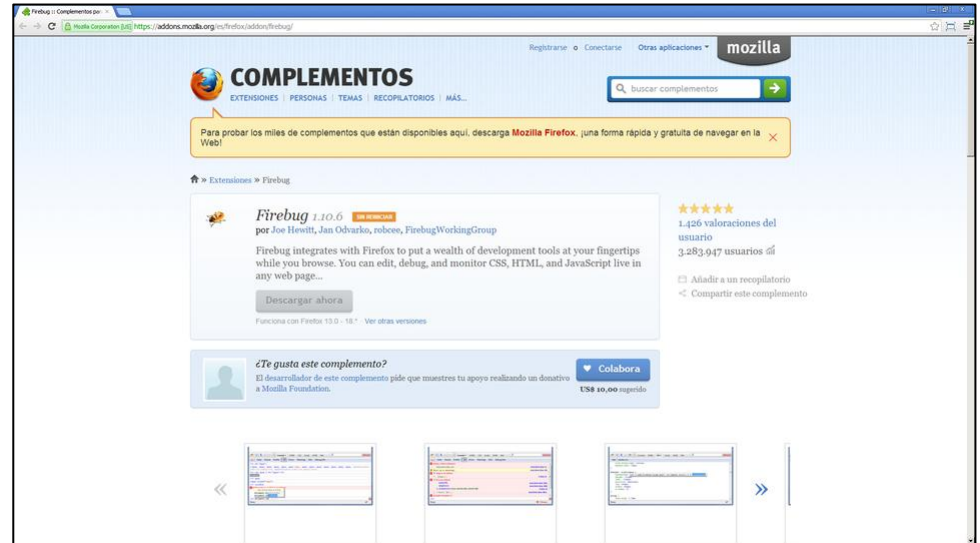 Firebug :: Complementos par
Mozilla Corporation [US] https://addons.mozilla.org/es/firefox/addon/firebug/
Registrarse o Conectarse Otras aplicaciones
mozilla
COMPLEMENTOS
EXTENSIONES | PERSONAS | TEMAS | RECOPILATORIOS | MÁS...
buscar complementos
Para probar los miles de complementos que están disponibles aquí, descarga Mozilla Firefox, ¡una forma rápida y gratuita de navegar en la
Web!
» Extensiones » Firebug
Firebug 1.10.6 SIN REINICIAR
por Joe Hewitt, Jan Odvarko, robcee, FirebugWorkingGroup
Firebug integrates with Firefox to put a wealth of development tools at your fingertips
while you browse. You can edit, debug, and monitor CSS, HTML, and JavaScript live in
any web page...
Descargar ahora
Funciona con Firefox 13.0 - 18.* · Ver otras versiones
1.426 valoraciones del
usuario
3.283.947 usuarios
Añadir a un recopilatorio
Compartir este complemento
¿Te gusta este complemento?
El desarrollador de este complemento pide que muestres tu apoyo realizando un donativo
a Mozilla Foundation.
Colabora
US$ 10,00 sugerido
«
»